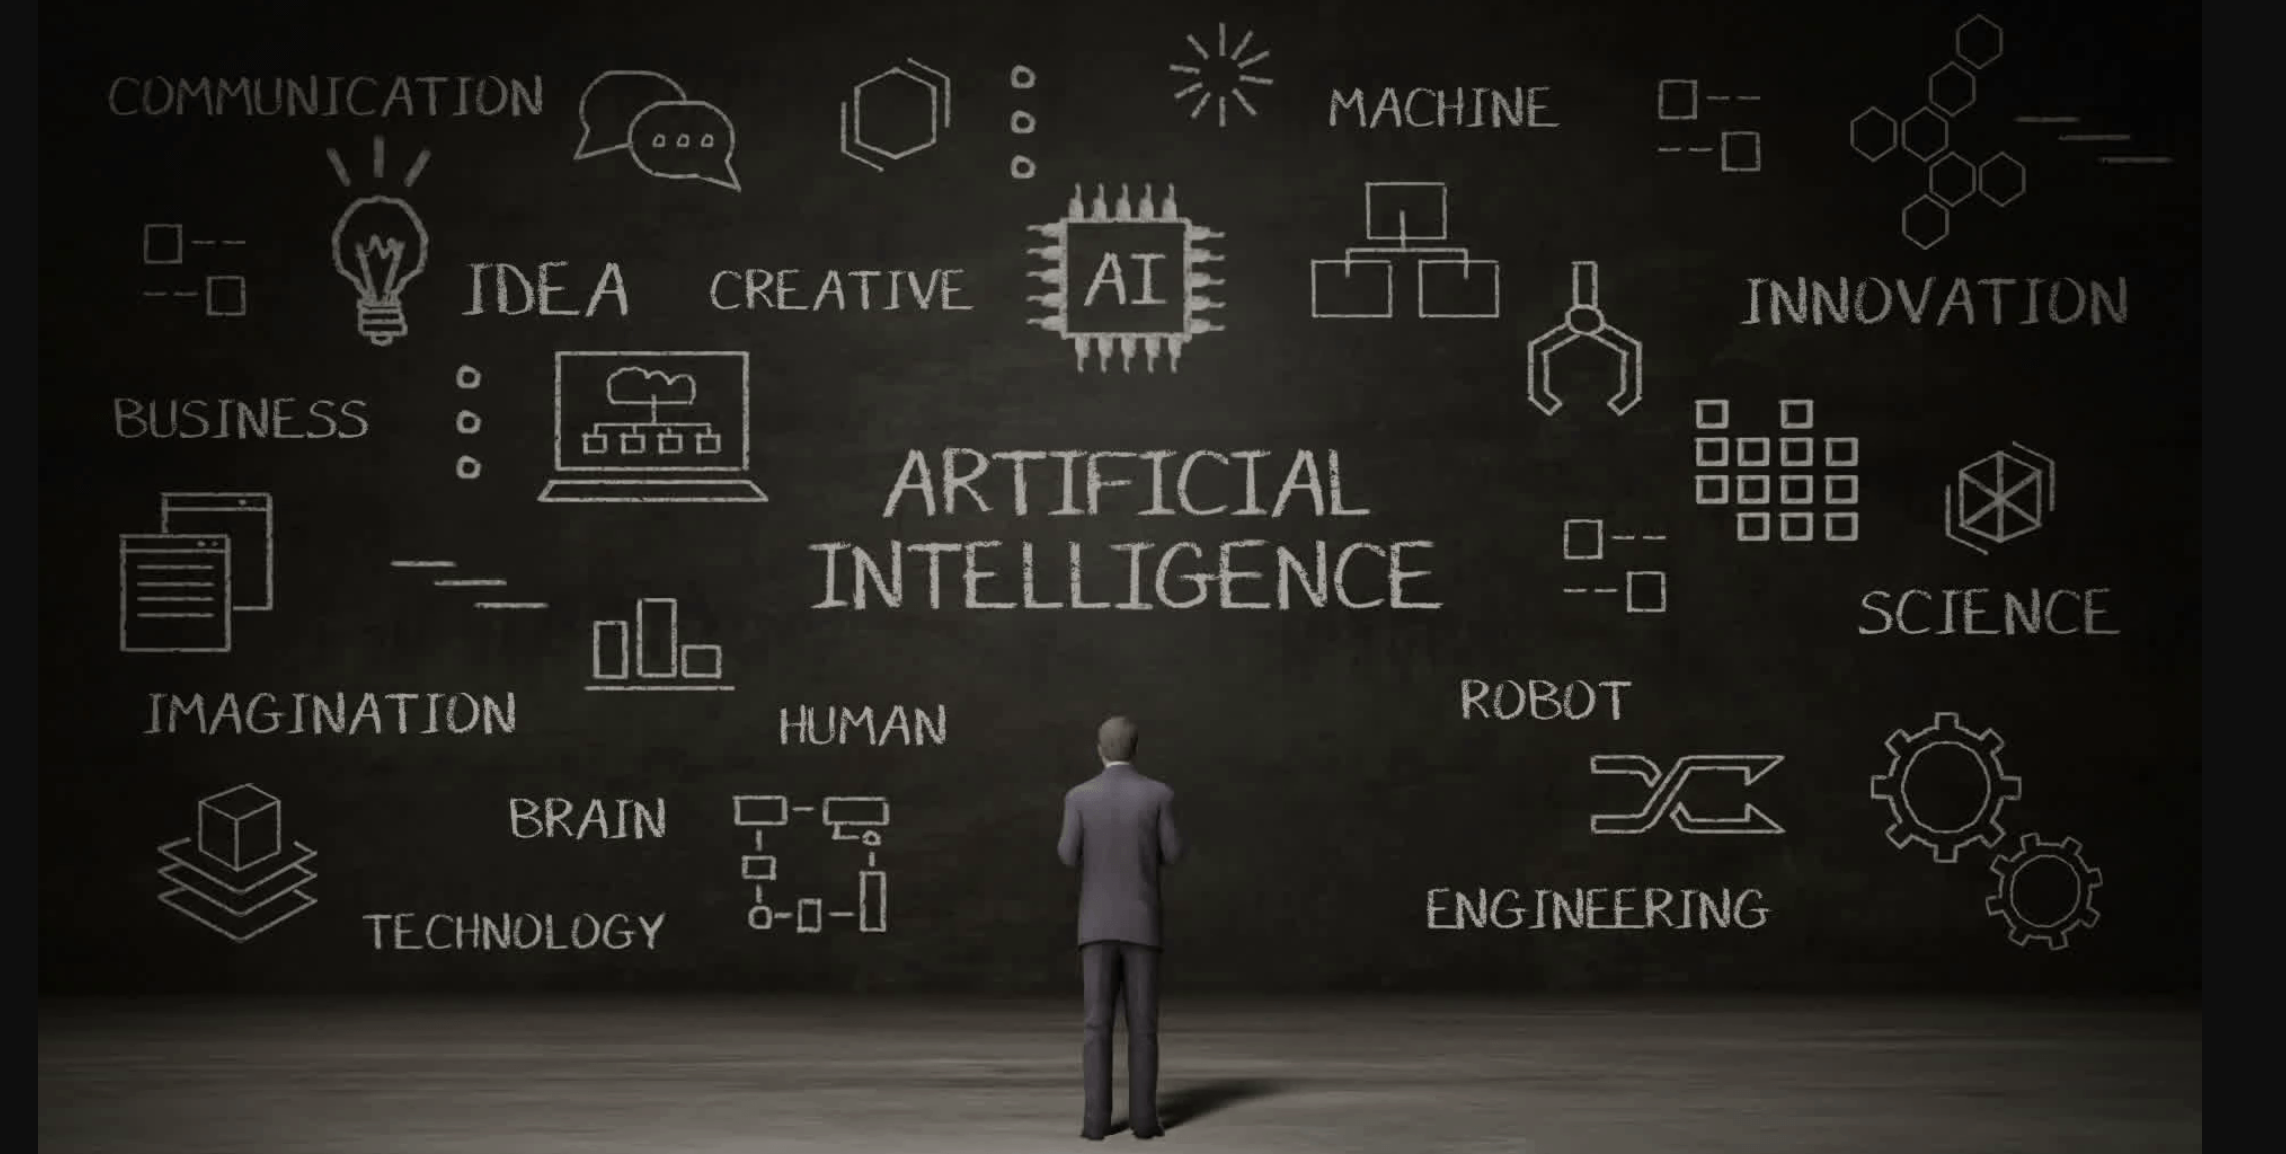 COMMUNICATION
MACHINE
IDEA
CREATIVE
AI
INNOVATION
BUSINESS
ARTIFICIAL
INTELLIGENCE
SCIENCE
IMAGINATION
HUMAN
ROBOT
BRAIN
TECHNOLOGY
ENGINEERING